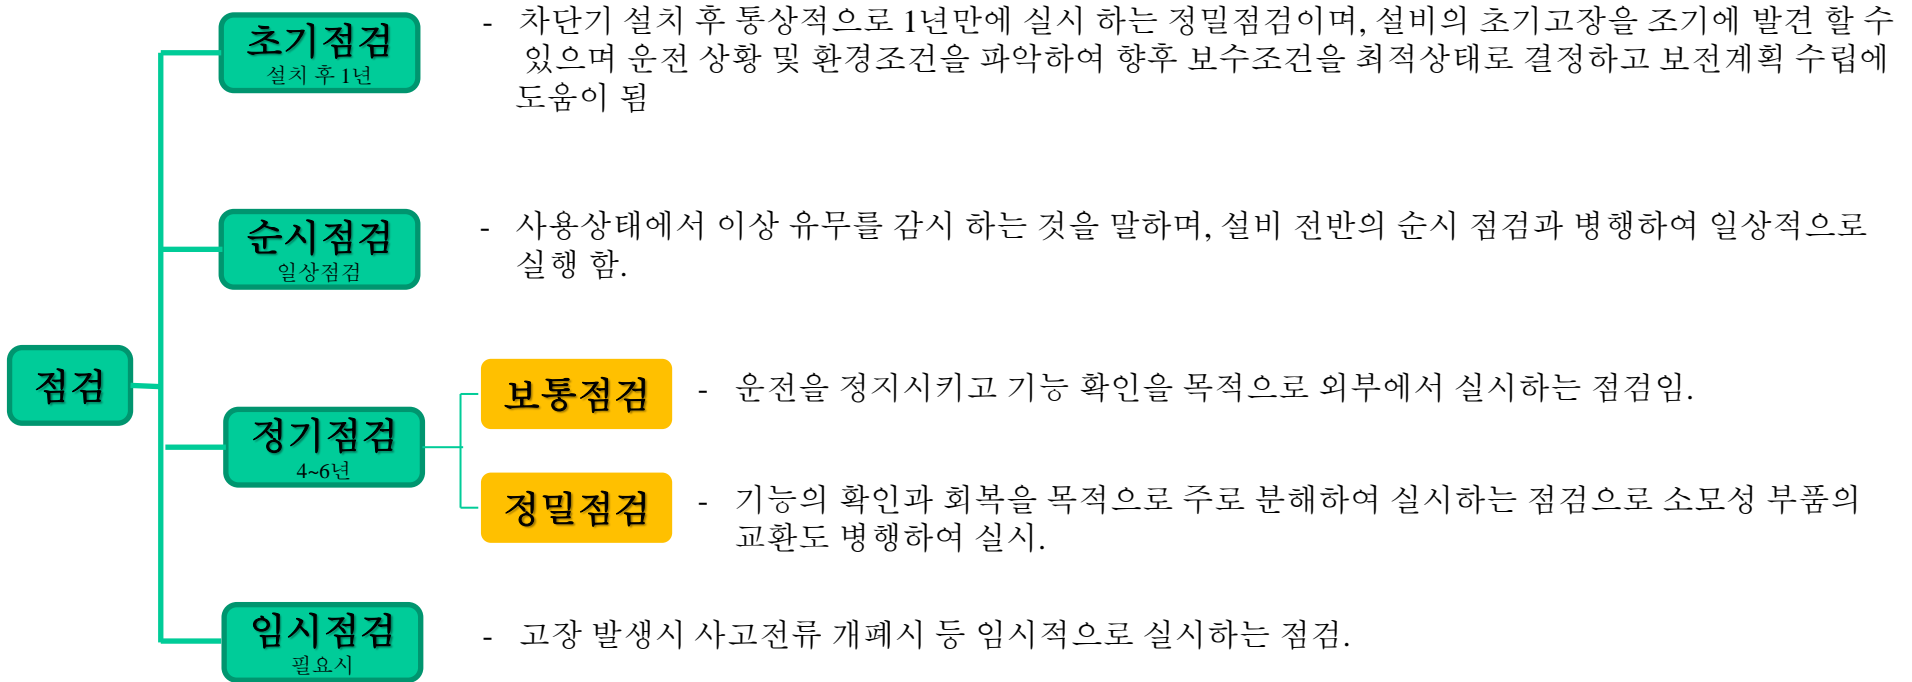 점검
초기점검
설치 후 1년
- 차단기 설치 후 통상적으로 1년만에 실시 하는 정밀점검이며, 설비의 초기고장을 조기에 발견 할 수
있으며 운전 상황 및 환경조건을 파악하여 향후 보수조건을 최적상태로 결정하고 보전계획 수립에
도움이 됨
순시점검
일상점검
- 사용상태에서 이상 유무를 감시 하는 것을 말하며, 설비 전반의 순시 점검과 병행하여 일상적으로
실행 함.
정기점검
4~6년
보통점검
- 운전을 정지시키고 기능 확인을 목적으로 외부에서 실시하는 점검임.
정밀점검
- 기능의 확인과 회복을 목적으로 주로 분해하여 실시하는 점검으로 소모성 부품의
교환도 병행하여 실시.
임시점검
필요시
- 고장 발생시 사고전류 개폐시 등 임시적으로 실시하는 점검.